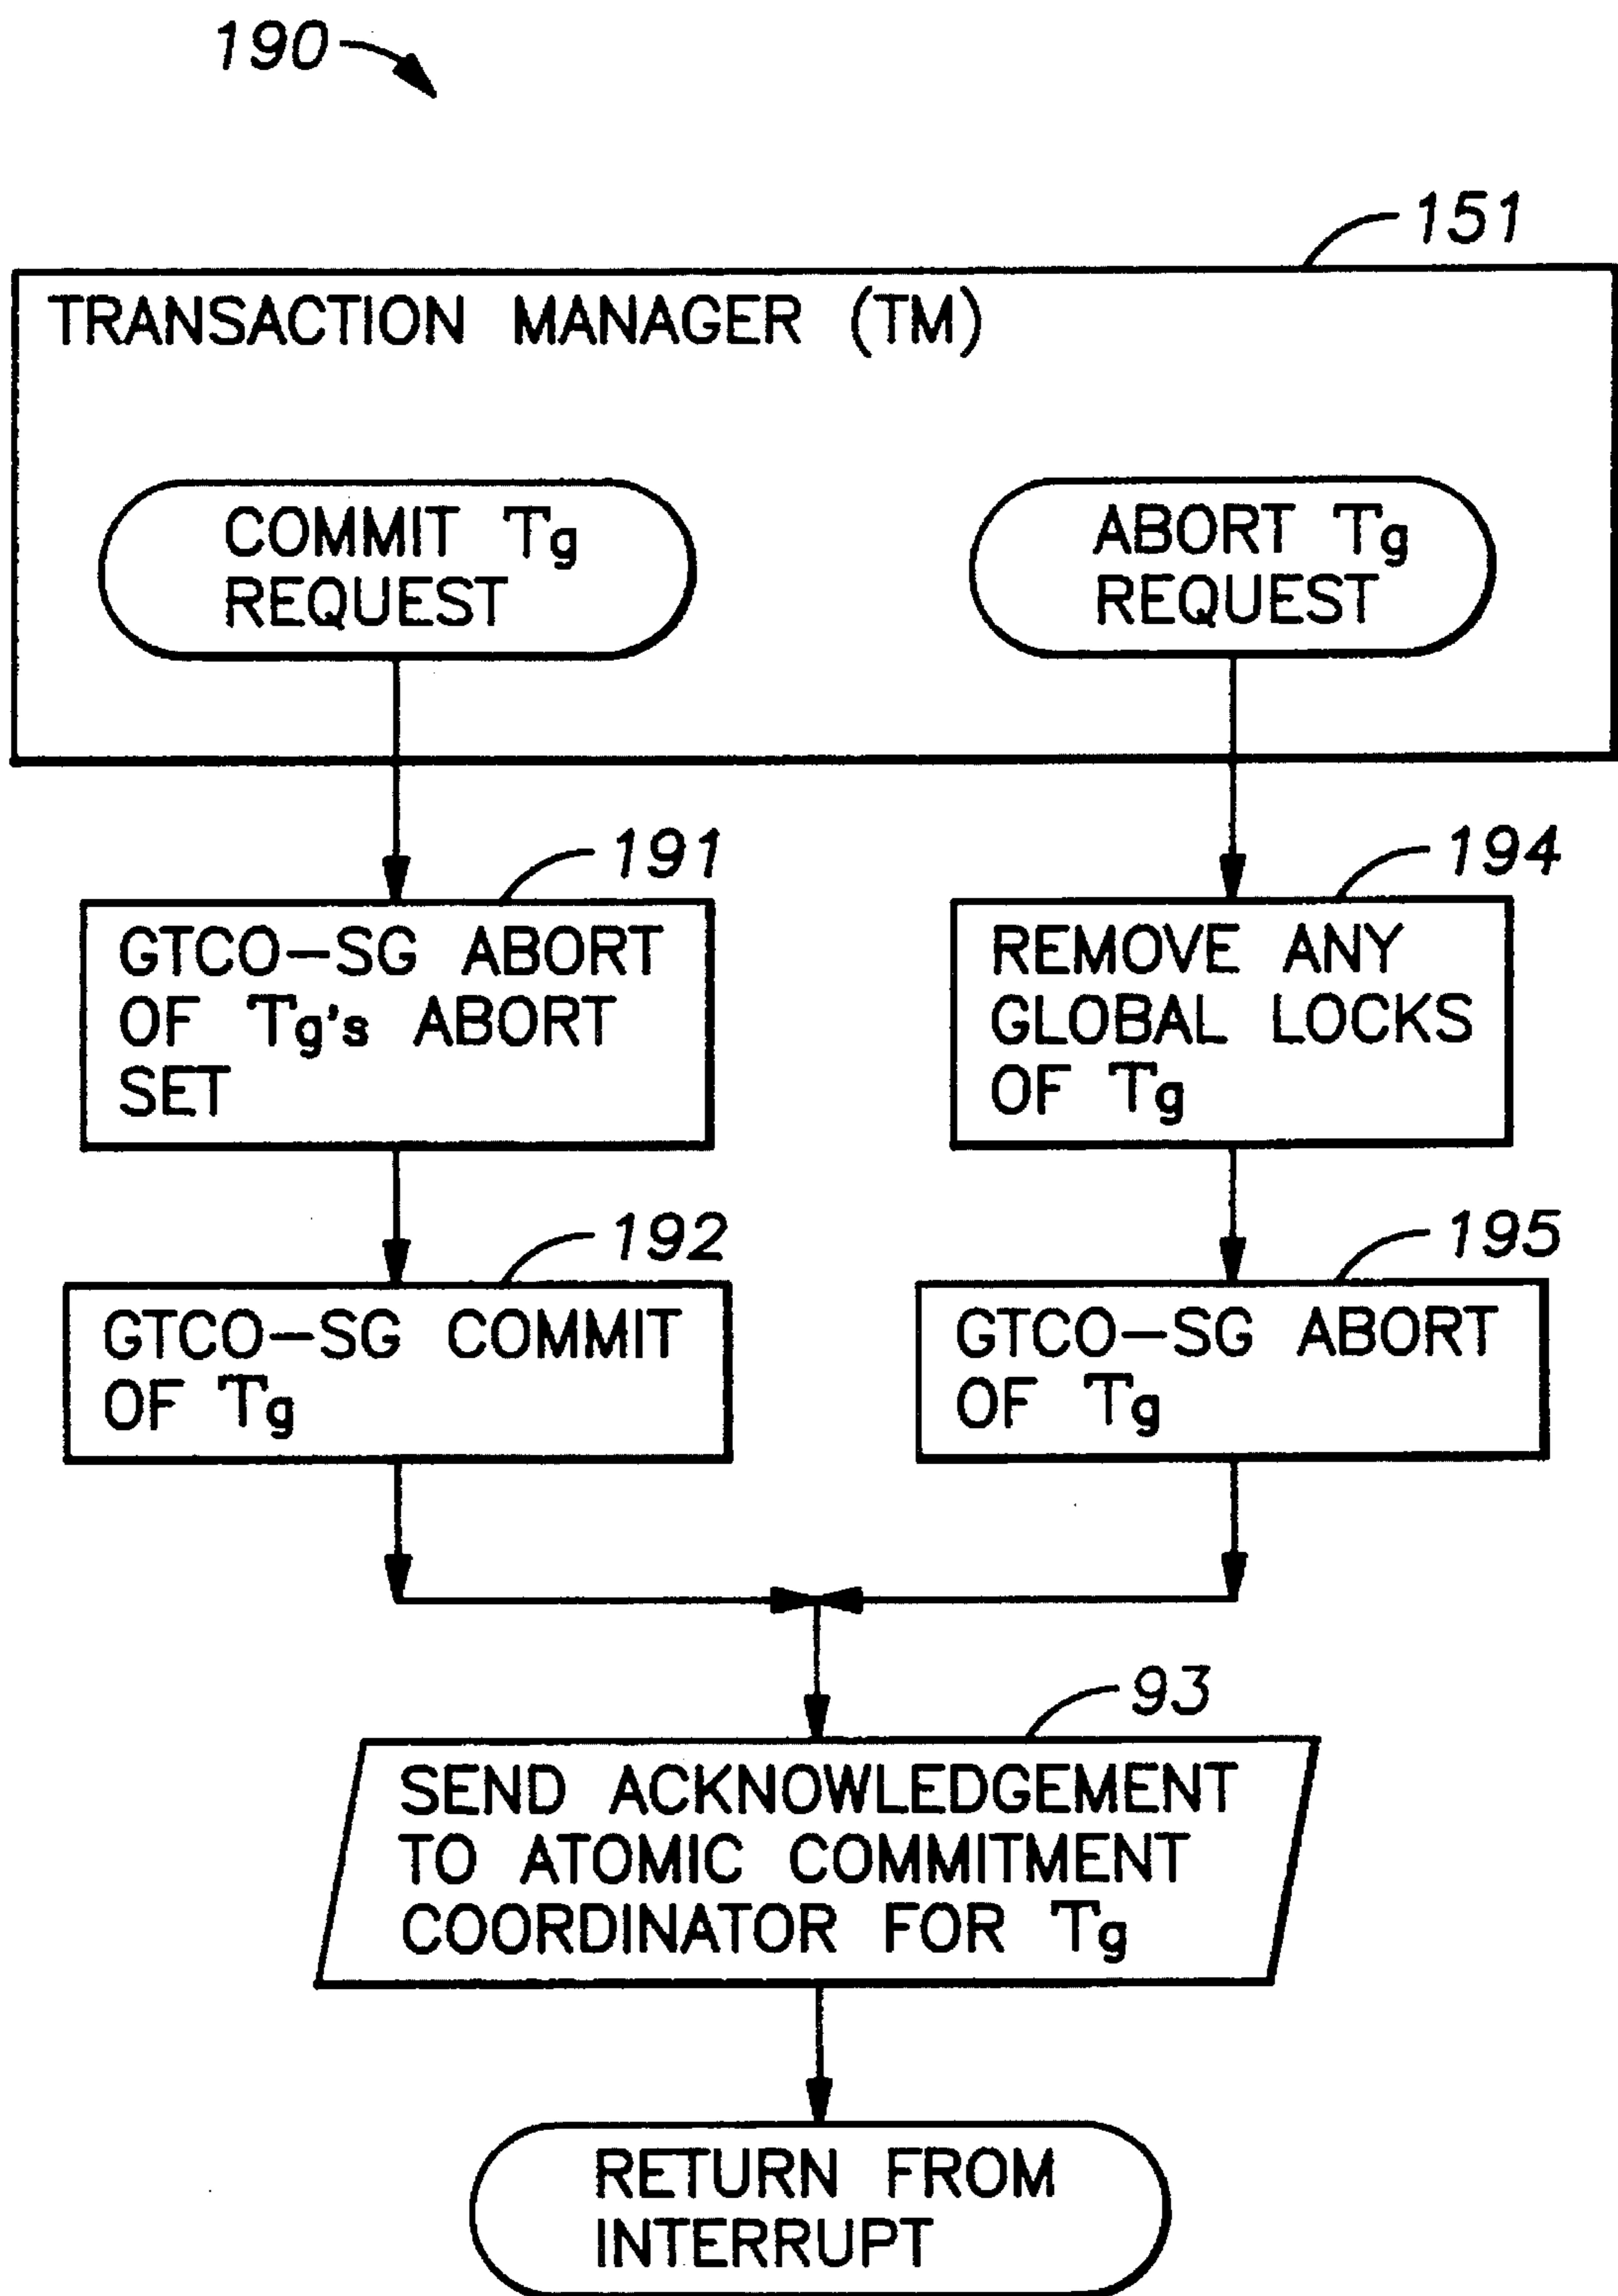 190
151
TRANSACTION MANAGER (TM)
COMMIT Tg
REQUEST
ABORT Tg
REQUEST
191
GTCO-SG ABORT
OF Tg's ABORT
SET
194
REMOVE ANY
GLOBAL LOCKS
OF Tg
192
GTCO-SG COMMIT
OF Tg
195
GTCO-SG ABORT
OF Tg
93
SEND ACKNOWLEDGEMENT
TO ATOMIC COMMITMENT
COORDINATOR FOR Tg
RETURN FROM
INTERRUPT